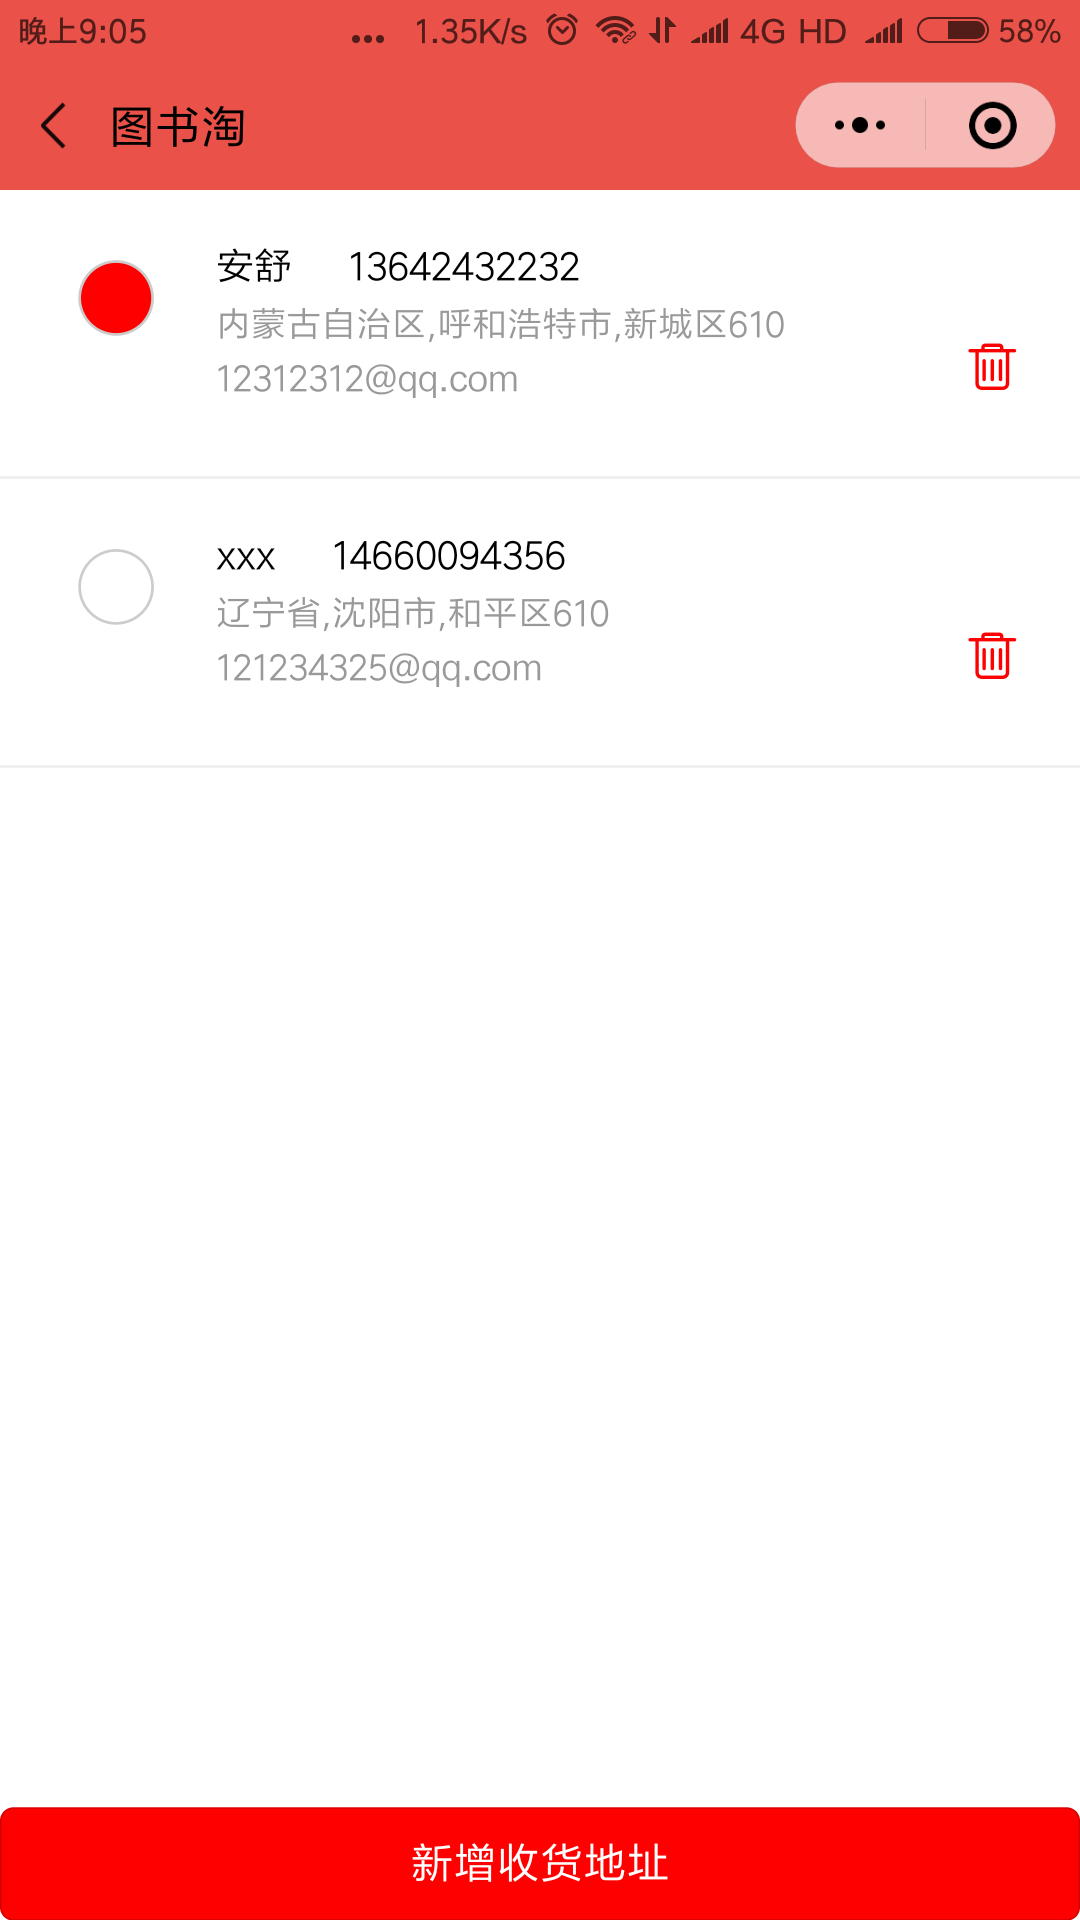 晚上9:05 ... 1.35K/s 4G HD 58%
图书淘
安舒 13642432232
内蒙古自治区,呼和浩特市,新城区610
12312312@qq.com
xxx 14660094356
辽宁省,沈阳市,和平区610
121234325@qq.com
新增收货地址